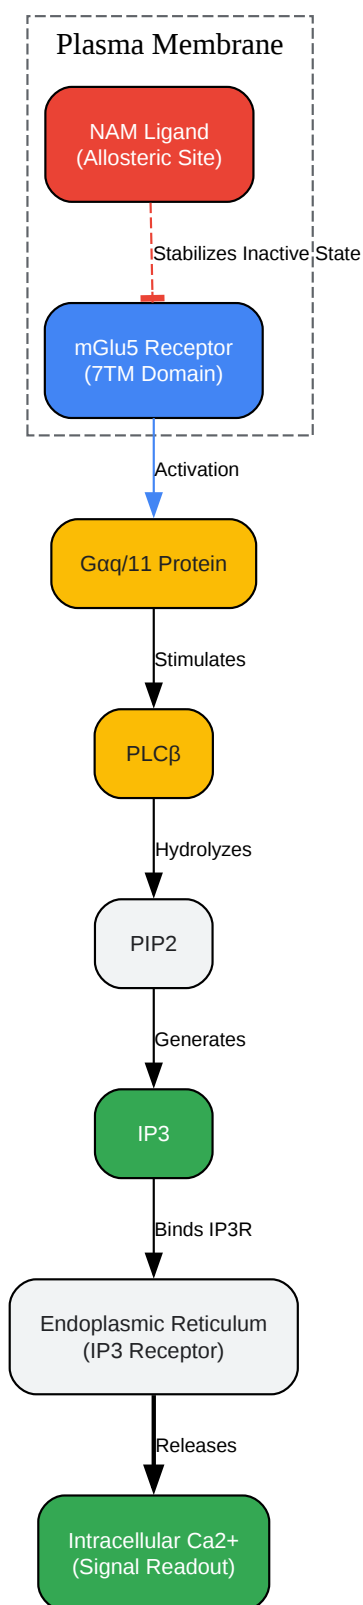 Plasma Membrane
NAM Ligand
(Allosteric Site)
Stabilizes Inactive State
mGlu5 Receptor
(7TM Domain)
Activation
Gαq/11 Protein
Stimulates
PLCβ
Hydrolyzes
PIP2
Generates
IP3
Binds IP3R
Endoplasmic Reticulum
(IP3 Receptor)
Releases
Intracellular Ca2+
(Signal Readout)